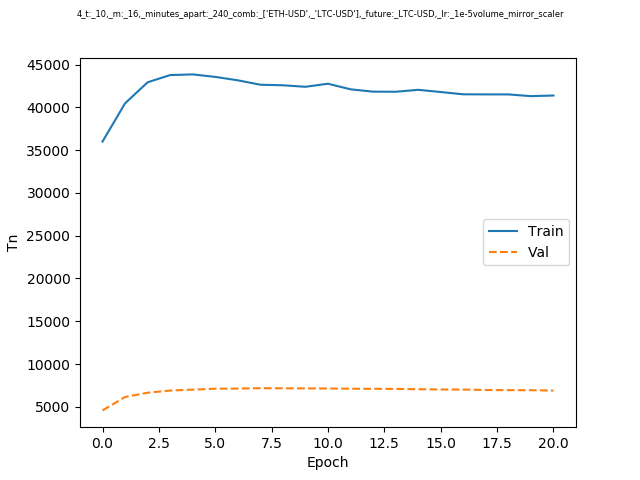 4_t:_10,_m:_16,_minutes_apart:_240_comb:_['ETH-USD',_'LTC-USD'],_future:_LTC-USD,_lr:_1e-5volume_mirror_scaler
45000
40000
35000
30000
25000
20000
15000
10000
5000
Tn
Train
Val
0.0 2.5 5.0 7.5 10.0 12.5 15.0 17.5 20.0
Epoch